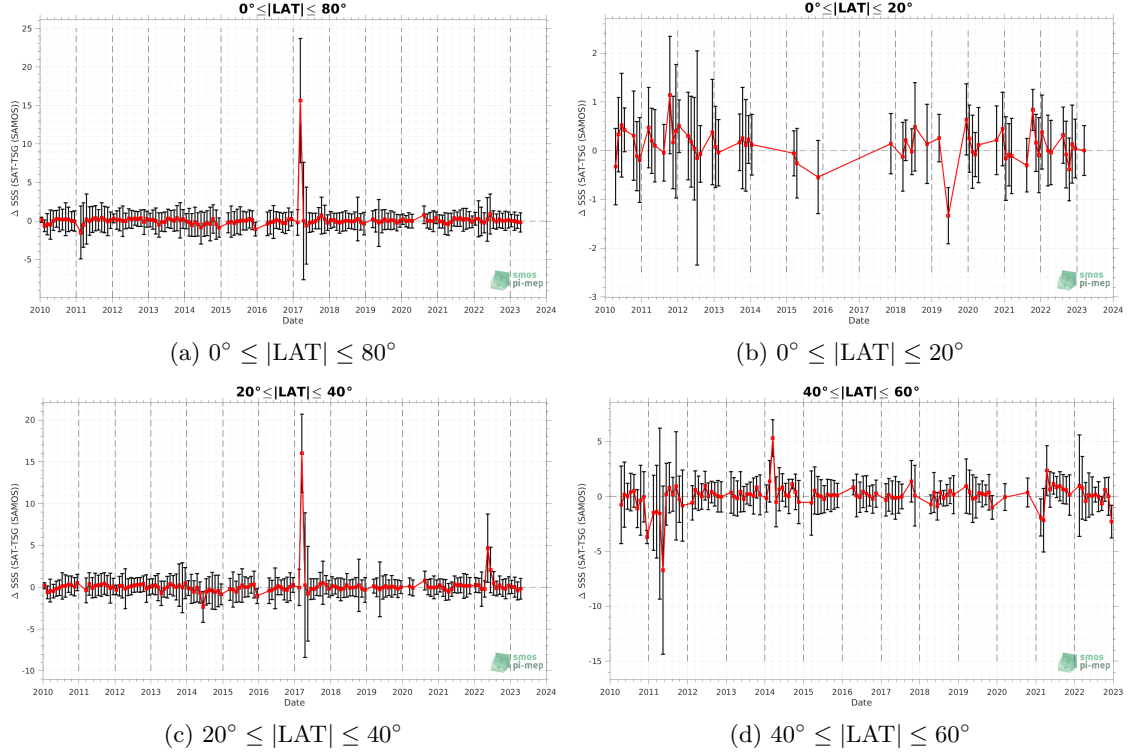 0°≤|LAT|≤ 80°
25
20
15
10
5
0
-5
Δ SSS (SAT-TSG (SAMOS))
2010 2011 2012 2013 2014 2015 2016 2017 2018 2019 2020 2021 2022 2023 2024
Date
smos
pi-mep
(a) 0° ≤ |LAT| ≤ 80°
0°≤|LAT|≤ 20°
2
1
0
-1
-2
-3
Δ SSS (SAT-TSG (SAMOS))
2010 2011 2012 2013 2014 2015 2016 2017 2018 2019 2020 2021 2022 2023 2024
Date
smos
pi-mep
(b) 0° ≤ |LAT| ≤ 20°
20°≤|LAT|≤ 40°
20
15
10
5
0
-5
-10
Δ SSS (SAT-TSG (SAMOS))
2010 2011 2012 2013 2014 2015 2016 2017 2018 2019 2020 2021 2022 2023 2024
Date
smos
pi-mep
(c) 20° ≤ |LAT| ≤ 40°
40°≤|LAT|≤ 60°
5
0
-5
-10
-15
Δ SSS (SAT-TSG (SAMOS))
2010 2011 2012 2013 2014 2015 2016 2017 2018 2019 2020 2021 2022 2023
Date
smos
pi-mep
(d) 40° ≤ |LAT| ≤ 60°